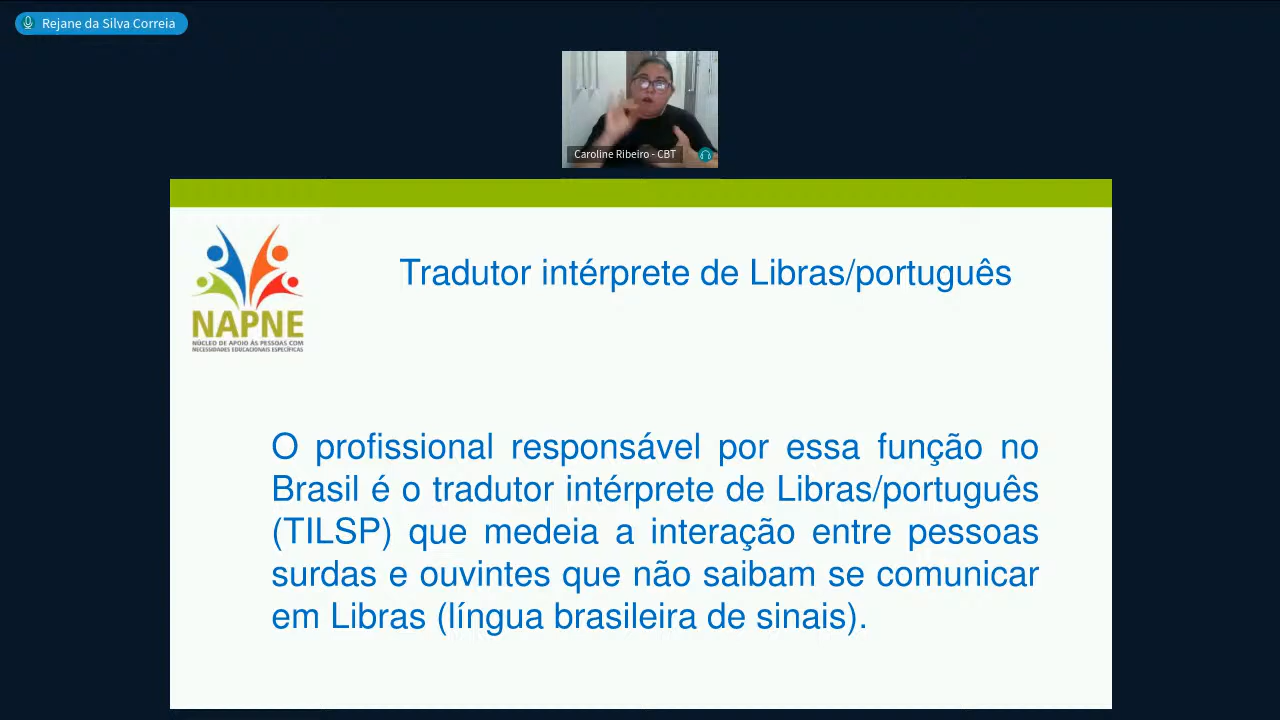 Rejane da Silva Correia
Caroline Ribeiro - CBT
Tradutor intérprete de Libras/português
NAPNE
NÚCLEO DE APOIO ÁS PESSOAS COM
NECESSIDADES EDUCACIONAIS ESPECÍFICAS
O profissional responsável por essa função no
Brasil é o tradutor intérprete de Libras/português
(TILSP) que medeia a interação entre pessoas
surdas e ouvintes que não saibam se comunicar
em Libras (língua brasileira de sinais).